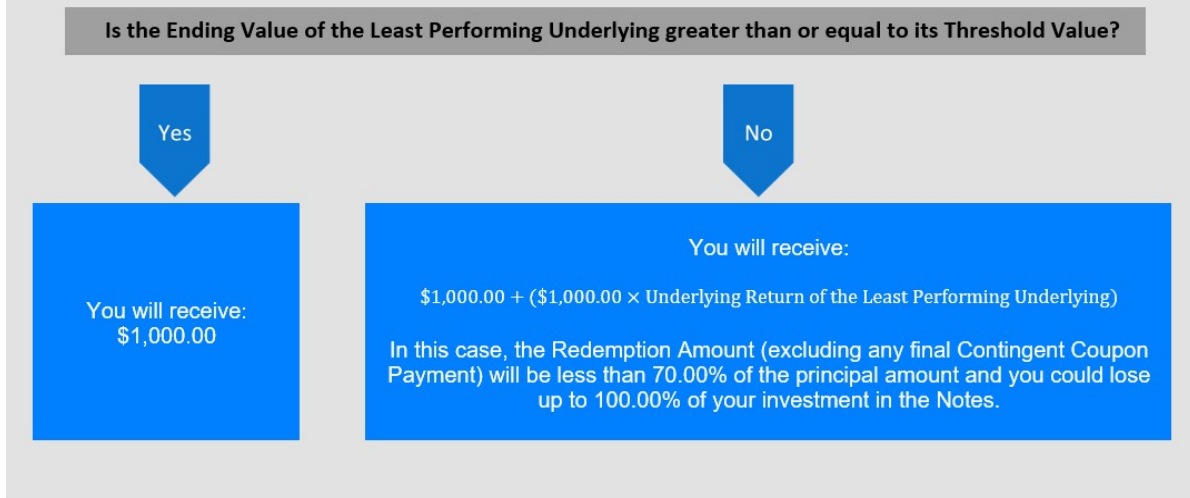 Is the Ending Value of the Least Performing Underlying greater than or equal to its Threshold Value?
Yes
No
You will receive:
$1,000.00
You will receive:
$1,000.00 + ($1,000.00 × Underlying Return of the Least Performing Underlying)
In this case, the Redemption Amount (excluding any final Contingent Coupon
Payment) will be less than 70.00% of the principal amount and you could lose
up to 100.00% of your investment in the Notes.